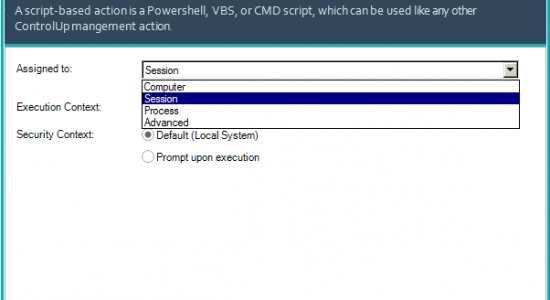 A script-based action is a Powershell, VBS, or CMD script, which can be used like any other
ControlUp mangement action.
Assigned to:
Session
Computer
Session
Process
Advanced
Execution Context:
Security Context:
Default (Local System)
Prompt upon execution